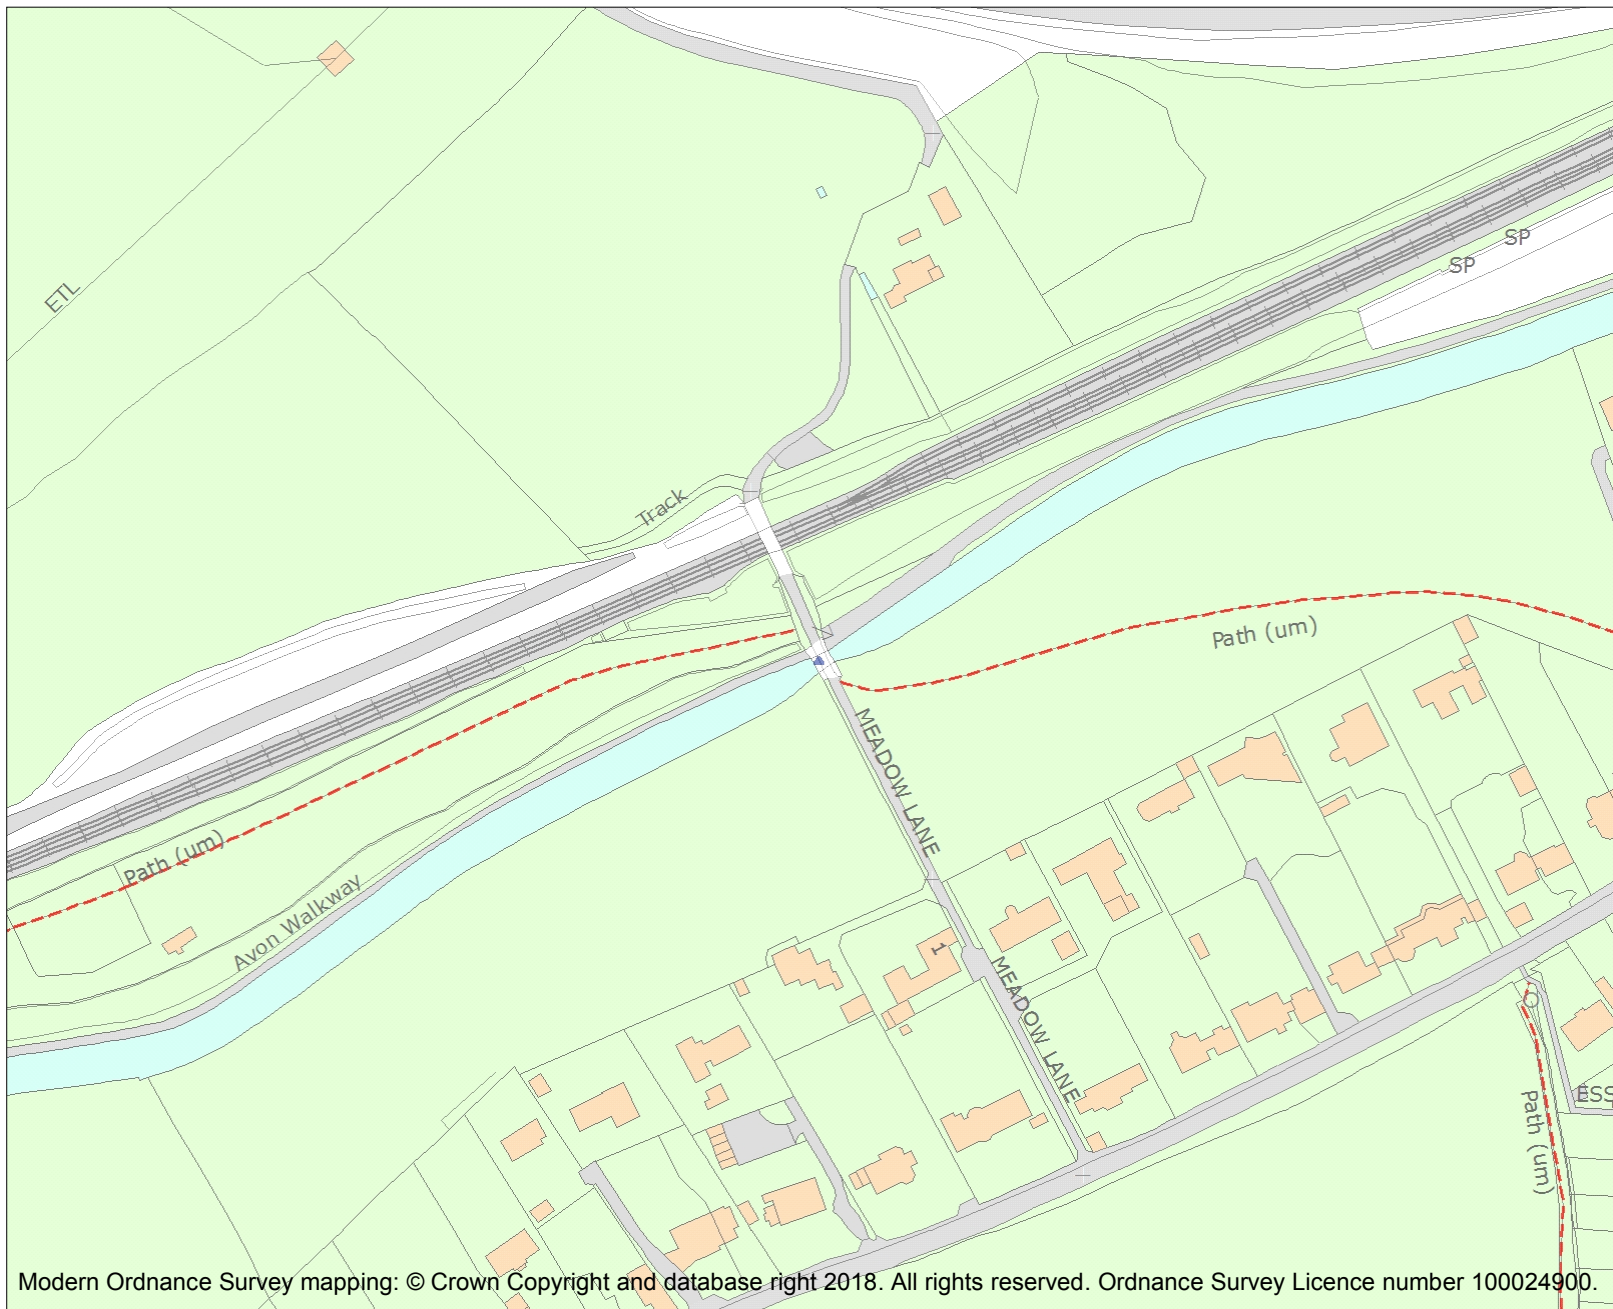 SP
SP
ETL
Track
Path (um)
MEADOW LANE
Path (um)
Avon Walkway
1
MEADOW LANE
ESS
Path (um)
Modern Ordnance Survey mapping: © Crown Copyright and database right 2018. All rights reserved. Ordnance Survey Licence number 100024900.